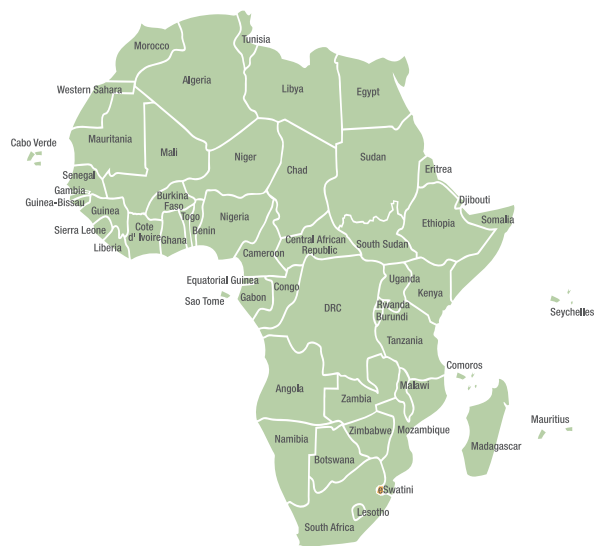 Tunisia
Morocco
Algeria
Libya
Egypt
Western Sahara
Mauritania
Mali
Niger
Chad
Sudan
Eritrea
Cabo Verde
Senegal
Gambia
Guinea-Bissau
Guinea
Sierra Leone
Liberia
Burkina
Faso
Cote
d' Ivoire
Ghana
Togo
Benin
Nigeria
Cameroon
Central African
Republic
South Sudan
Djibouti
Ethiopia
Somalia
Equatorial Guinea
Sao Tome
Gabon
Congo
DRC
Uganda
Kenya
Rwanda
Burundi
Tanzania
Seychelles
Comoros
Angola
Zambia
Malawi
Mozambique
Mauritius
Madagascar
Namibia
Zimbabwe
Botswana
eSwatini
Lesotho
South Africa